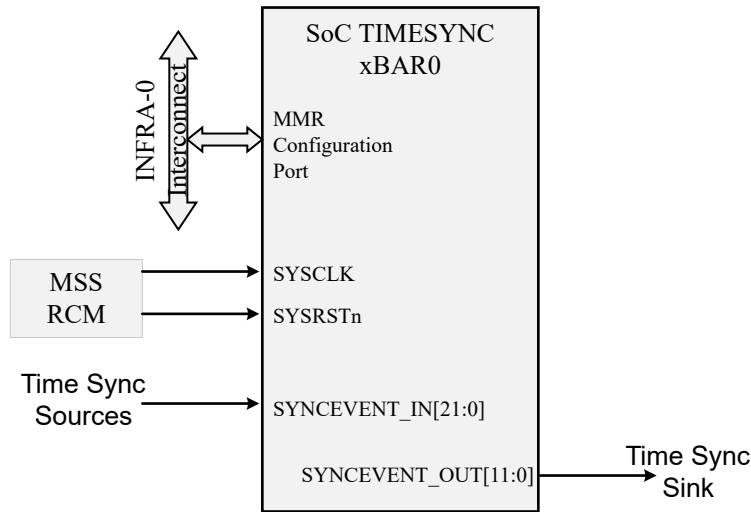 SoC TIMESYNC
xBAR0
INFRA-0
Interconnect
MMR
Configuration
Port
MSS
RCM
SYSCLK
SYSRSTn
Time Sync
Sources
SYNCEVENT_IN[21:0]
SYNCEVENT_OUT[11:0]
Time Sync
Sink